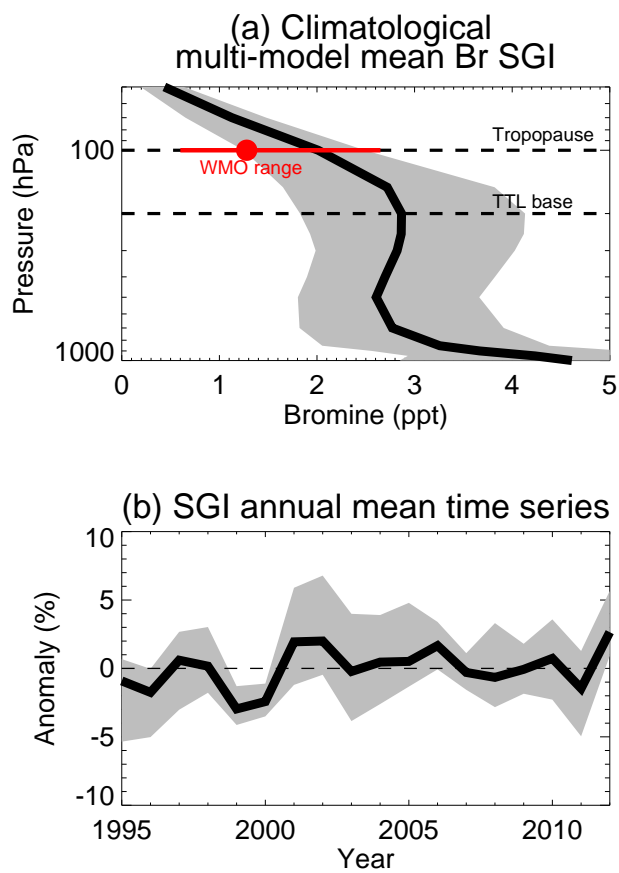 (a) Climatological
multi-model mean Br SGI
Pressure (hPa)
100
1000
Tropopause
WMO range
TTL base
0 1 2 3 4 5
Bromine (ppt)
(b) SGI annual mean time series
Anomaly (%)
10
5
0
-5
-10
1995 2000 2005 2010
Year